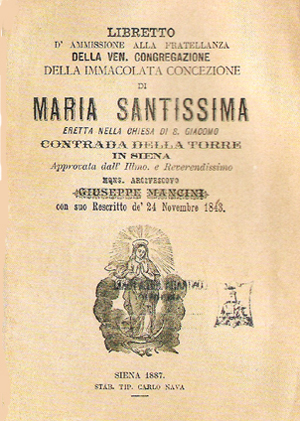 LIBRETTO
D' AMMISSIONE ALLA FRATELLANZA
DELLA VEN. CONGREGAZIONE
DELLA IMMACOLATA CONCEZIONE
DI
MARIA SANTISSIMA
ERETTA NELLA CHIESA DI S. GIACOMO
CONTRADA DELLA TORRE
IN SIENA
Approvata dall' Illmo. e Reverendissimo
MONS. ARCIVESCOVO
GIUSEPPE MANCINI
con suo Rescritto de' 24 Novembre 1843.
SIENA 1887.
STAB. TIP. CARLO NAVA